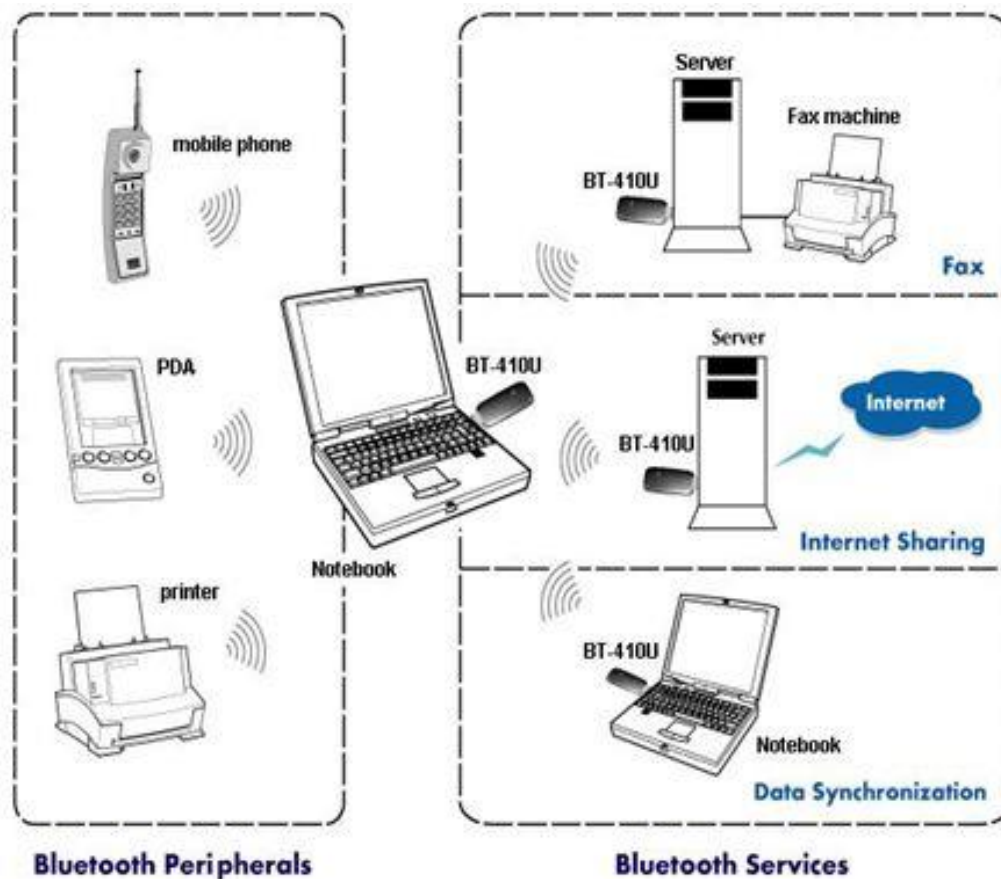 mobile phone
PDA
printer
Bluetooth Peripherals
BT-410U
Notebook
Server
Fax machine
BT-410U
Fax
Server
Internet
BT-410U
Internet Sharing
BT-410U
Notebook
Data Synchronization
Bluetooth Services